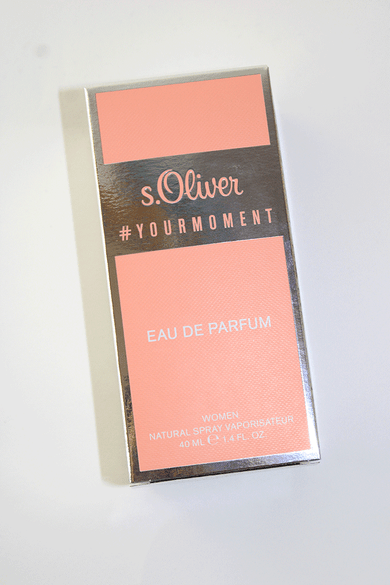 s.Oliver
#YOURMOMENT
EAU DE PARFUM
WOMEN
NATURAL SPRAY VAPORISATEUR
40 ML ℮ 1.4 FL. OZ.